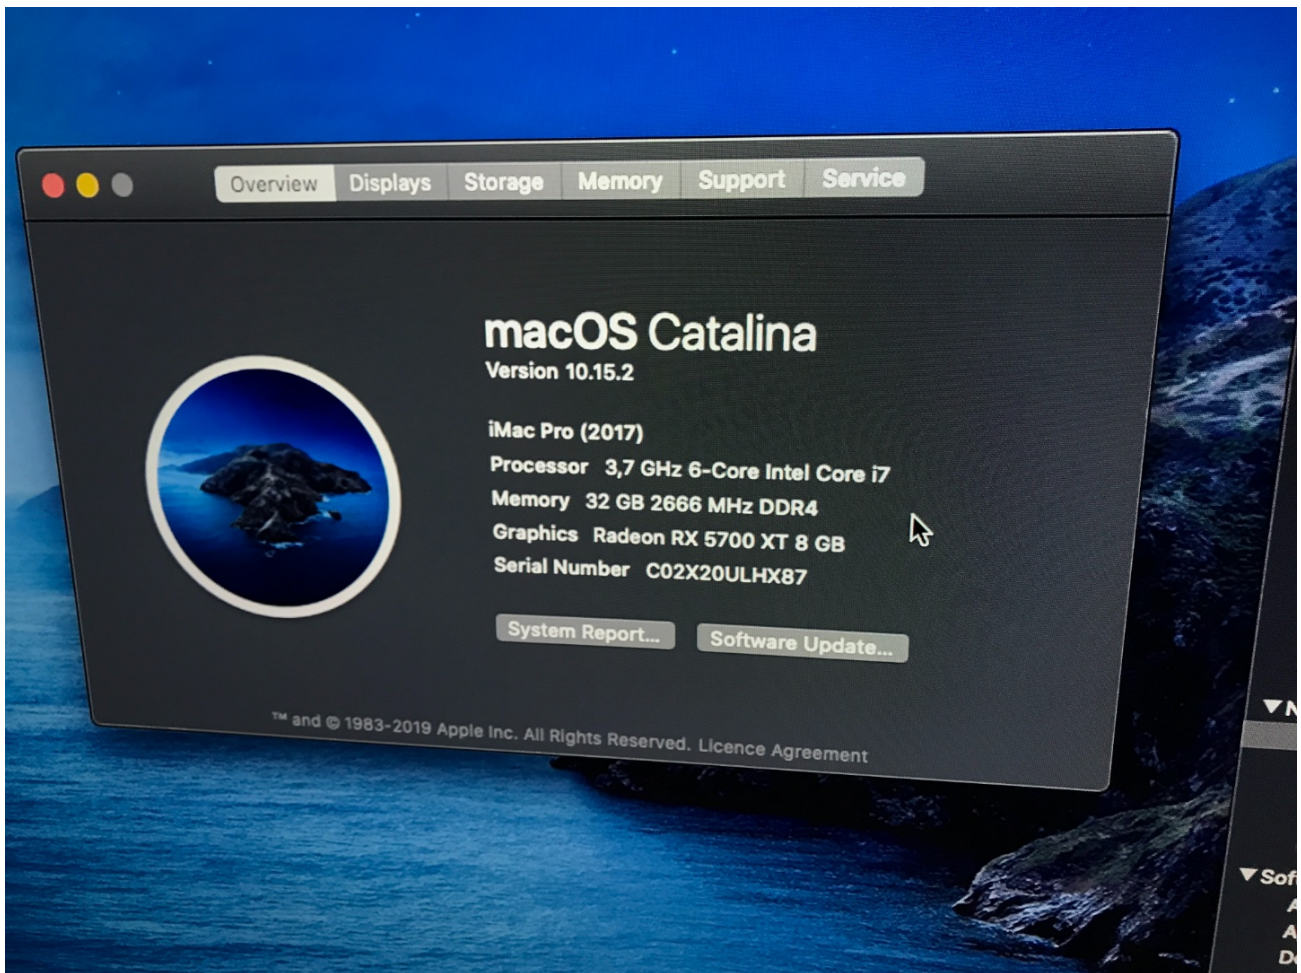 Overview Displays Storage Memory Support Service
macOS Catalina
Version 10.15.2
iMac Pro (2017)
Processor 3,7 GHz 6-Core Intel Core i7
Memory 32 GB 2666 MHz DDR4
Graphics Radeon RX 5700 XT 8 GB
Serial Number C02X20ULHX87
System Report... Software Update...
™ and © 1983-2019 Apple Inc. All Rights Reserved. Licence Agreement